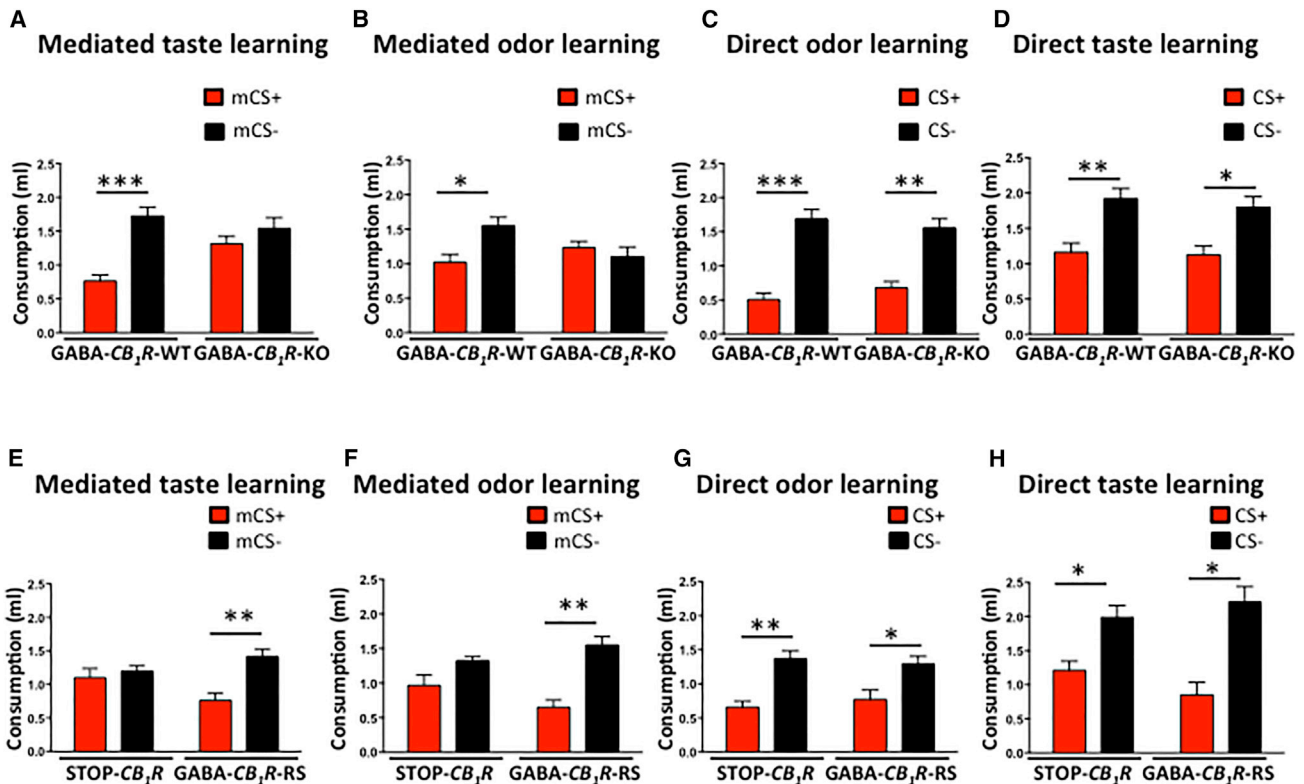 A
Mediated taste learning
mCS+
mCS-
Consumption (ml)
2.5
2.0
1.5
1.0
0.5
0.0
***
GABA-CB₁R-WT GABA-CB₁R-KO
B
Mediated odor learning
mCS+
mCS-
Consumption (ml)
2.5
2.0
1.5
1.0
0.5
0.0
*
GABA-CB₁R-WT GABA-CB₁R-KO
C
Direct odor learning
CS+
CS-
Consumption (ml)
2.5
2.0
1.5
1.0
0.5
0.0
*** **
GABA-CB₁R-WT GABA-CB₁R-KO
D
Direct taste learning
CS+
CS-
Consumption (ml)
2.5
2.0
1.5
1.0
0.5
0.0
** *
GABA-CB₁R-WT GABA-CB₁R-KO
E
Mediated taste learning
mCS+
mCS-
Consumption (ml)
2.5
2.0
1.5
1.0
0.5
0.0
**
STOP-CB₁R GABA-CB₁R-RS
F
Mediated odor learning
mCS+
mCS-
Consumption (ml)
2.5
2.0
1.5
1.0
0.5
0.0
**
STOP-CB₁R GABA-CB₁R-RS
G
Direct odor learning
CS+
CS-
Consumption (ml)
2.5
2.0
1.5
1.0
0.5
0.0
** *
STOP-CB₁R GABA-CB₁R-RS
H
Direct taste learning
CS+
CS-
Consumption (ml)
2.5
2.0
1.5
1.0
0.5
0.0
* *
STOP-CB₁R GABA-CB₁R-RS